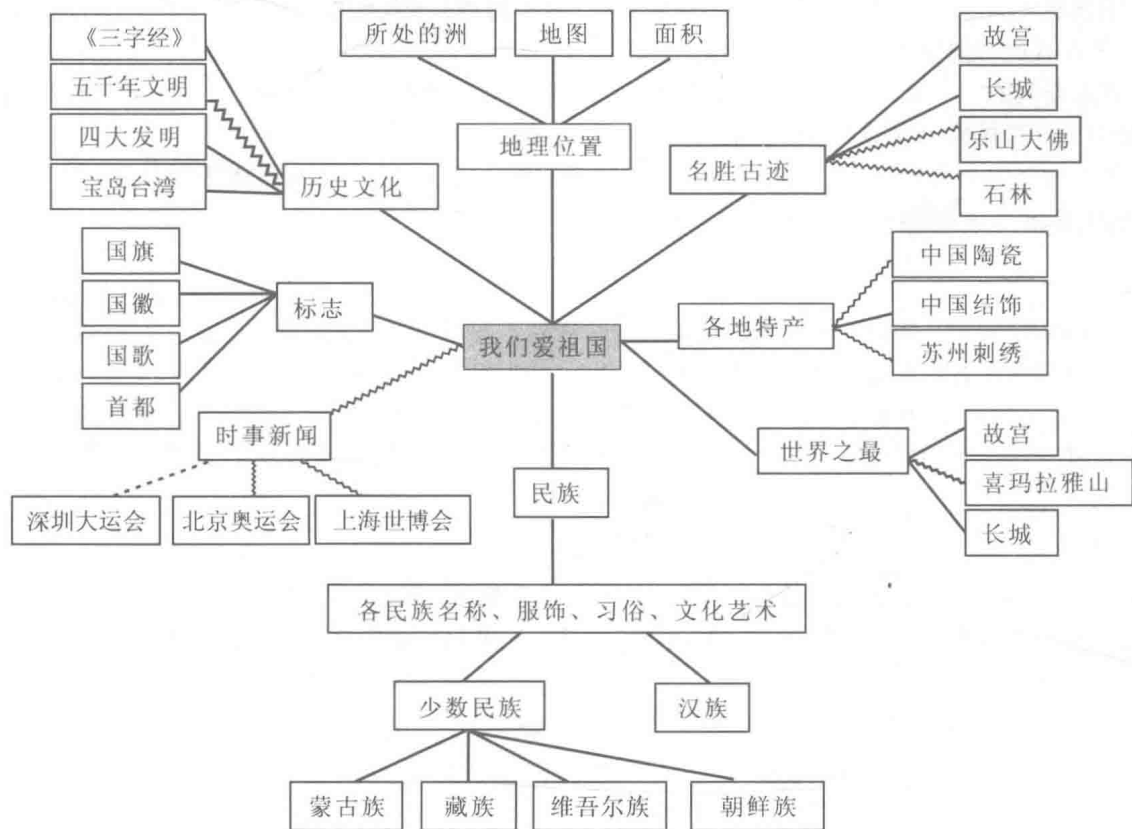 《三字经》
五千年文明
四大发明
宝岛台湾
历史文化
所处的洲
地图
面积
地理位置
故宫
长城
乐山大佛
石林
名胜古迹
国旗
国徽
国歌
首都
标志
我们爱祖国
中国陶瓷
中国结饰
苏州刺绣
各地特产
时事新闻
深圳大运会
北京奥运会
上海世博会
世界之最
故宫
喜玛拉雅山
长城
民族
各民族名称、服饰、习俗、文化艺术
少数民族
汉族
蒙古族
藏族
维吾尔族
朝鲜族